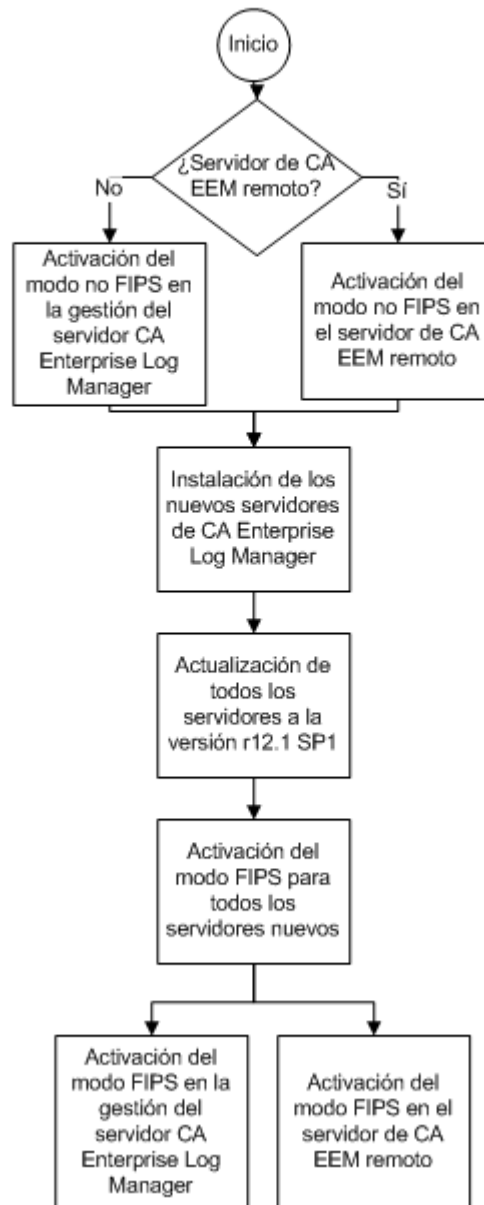 Inicio
¿Servidor de CA
EEM remoto?
No
Sí
Activación del
modo no FIPS en
la gestión del
servidor CA
Enterprise Log
Manager
Activación del
modo no FIPS en
el servidor de CA
EEM remoto
Instalación de los
nuevos servidores
de CA Enterprise
Log Manager
Actualización de
todos los
servidores a la
versión r12.1 SP1
Activación del
modo FIPS para
todos los
servidores nuevos
Activación del
modo FIPS en la
gestión del
servidor CA
Enterprise Log
Manager
Activación del
modo FIPS en el
servidor de CA
EEM remoto